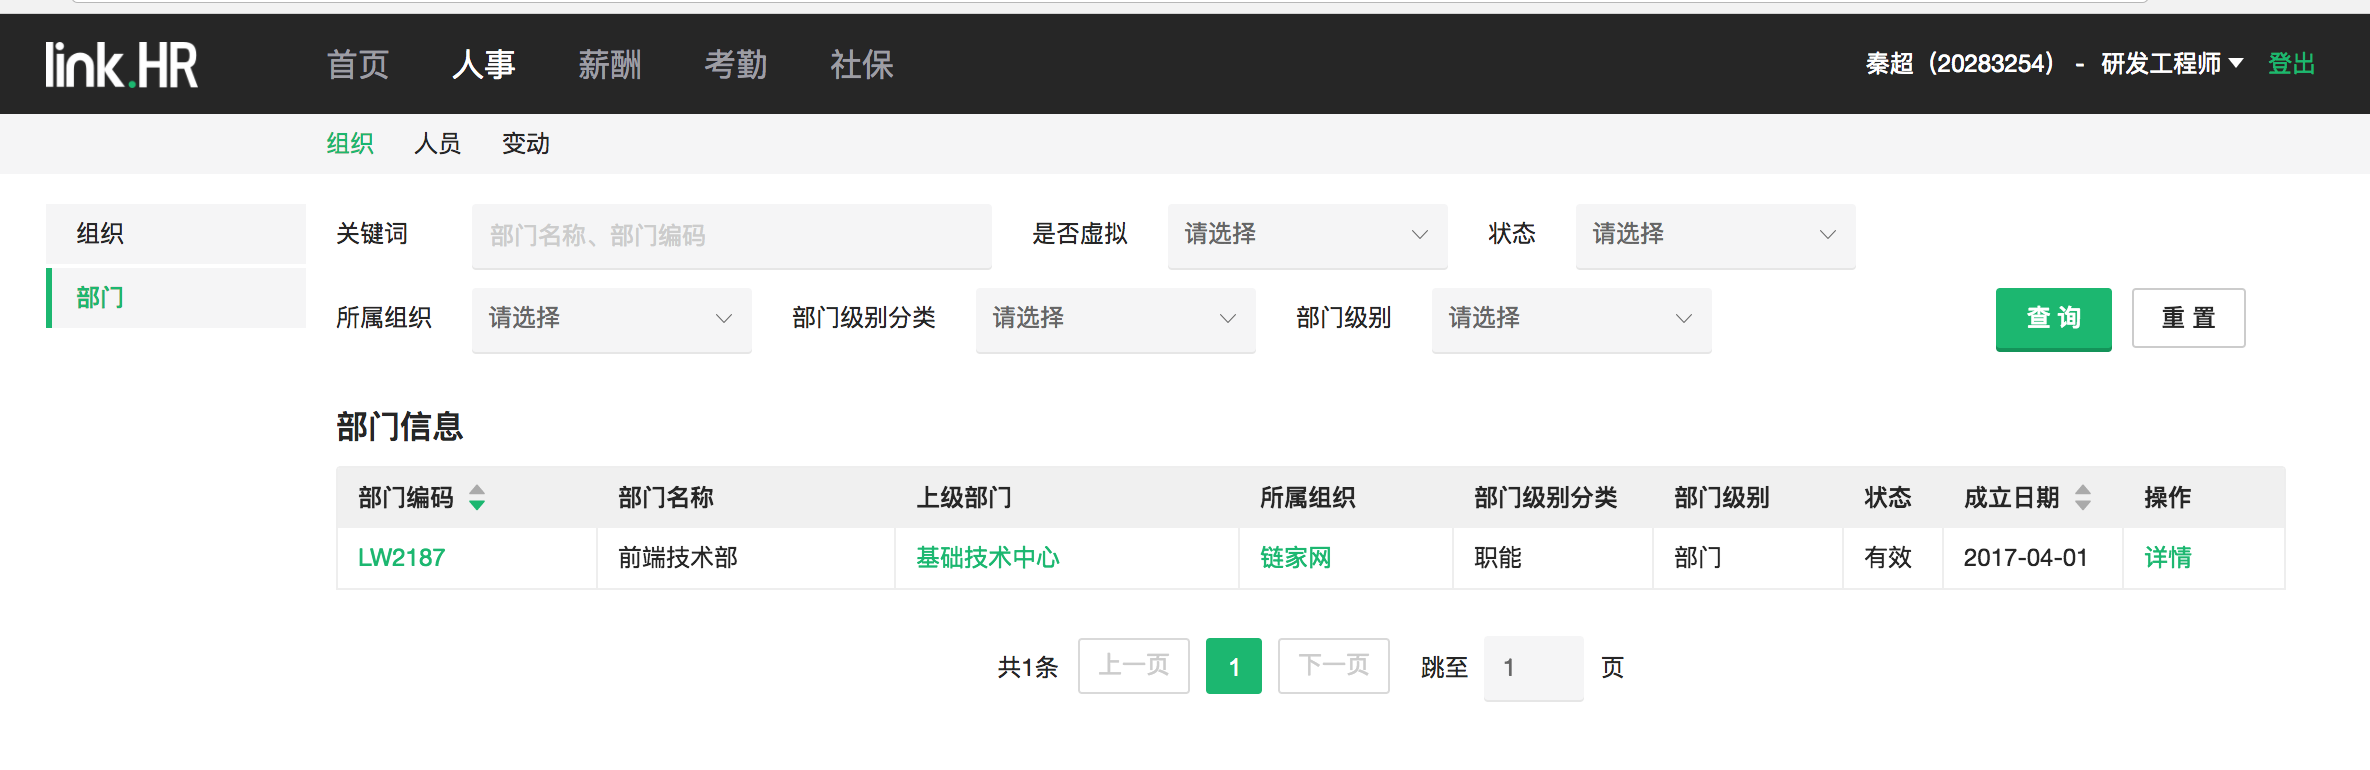 link.HR 首页 人事 薪酬 考勤 社保 秦超（20283254） - 研发工程师 登出
组织 人员 变动
组织
部门
关键词 部门名称、部门编码 是否虚拟 请选择 状态 请选择
所属组织 请选择 部门级别分类 请选择 部门级别 请选择 查 询 重 置
部门信息
部门编码 部门名称 上级部门 所属组织 部门级别分类 部门级别 状态 成立日期 操作
LW2187 前端技术部 基础技术中心 链家网 职能 部门 有效 2017-04-01 详情
共1条 上一页 1 下一页 跳至 1 页